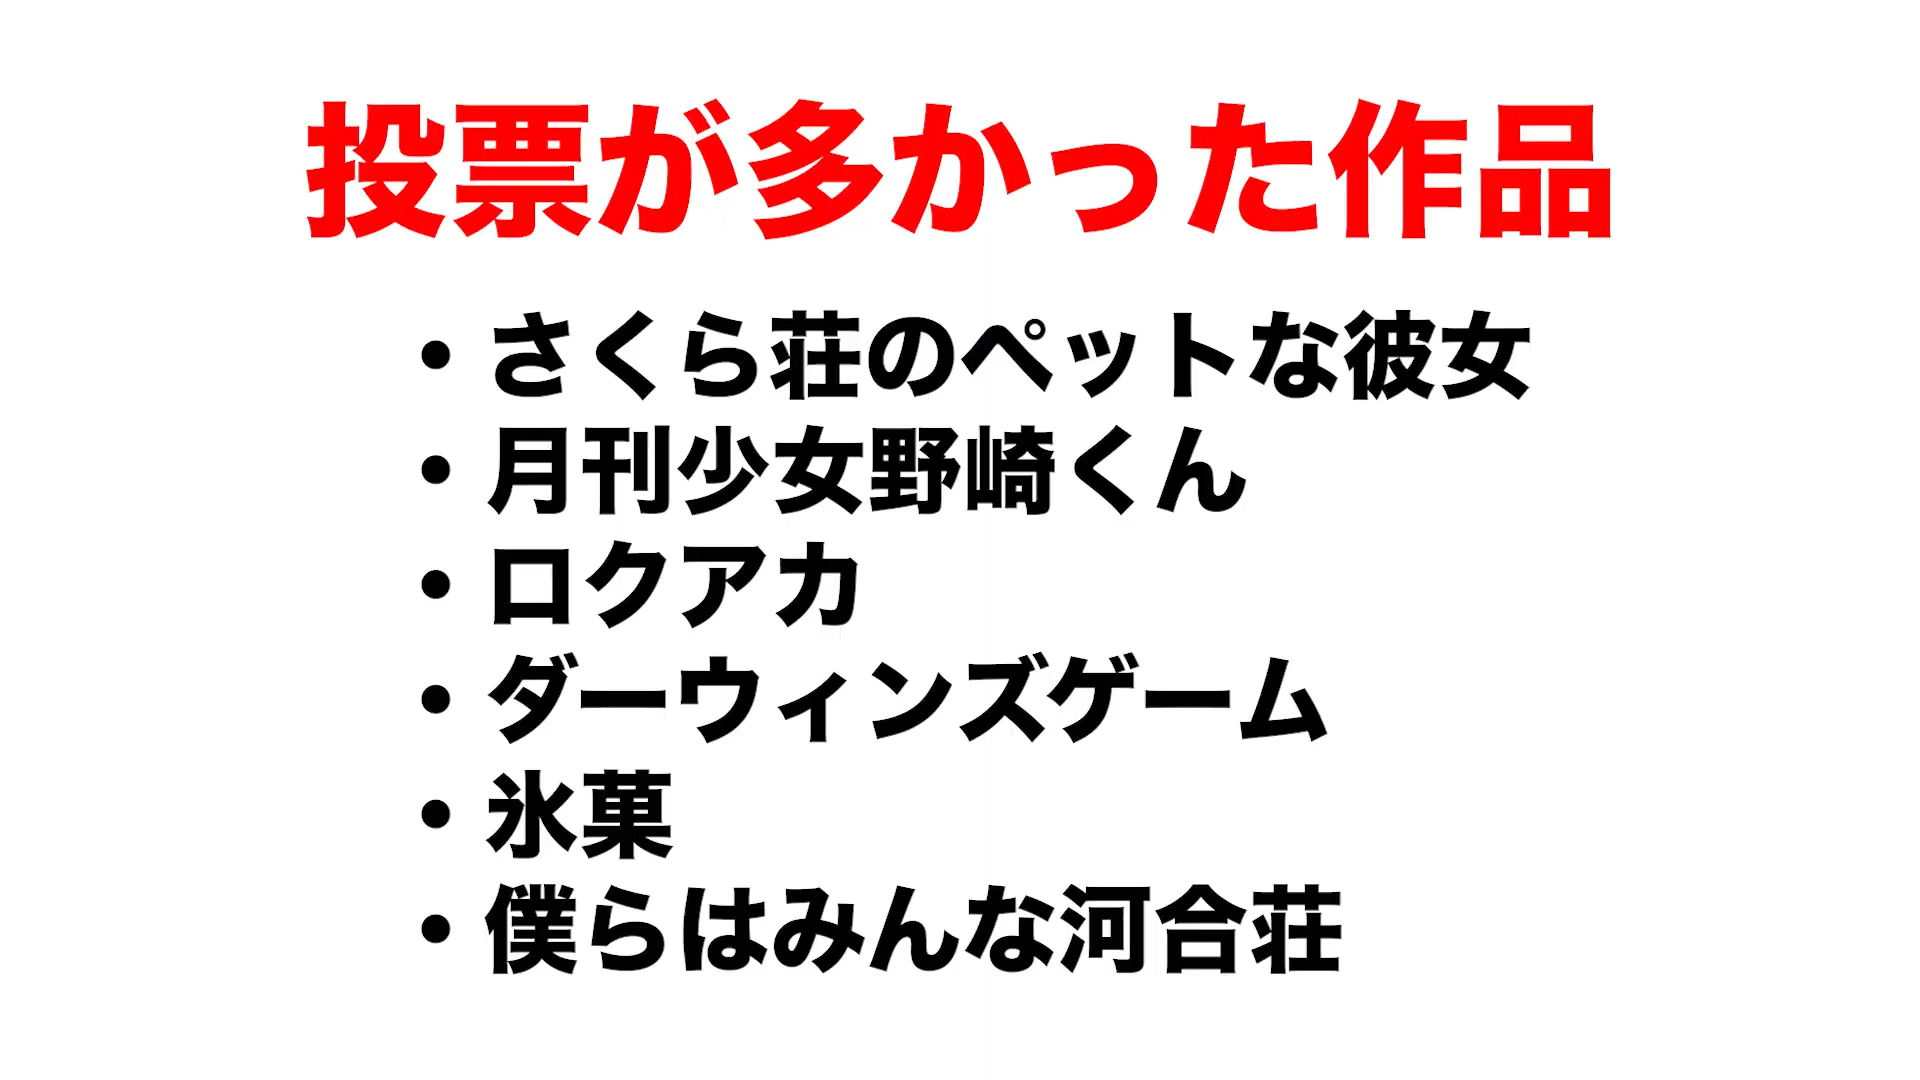 投票が多かった作品
・さくら荘のペットな彼女
・月刊少女野崎くん
・ロクアカ
・ダーウィンズゲーム
・氷菓
・僕らはみんな河合荘